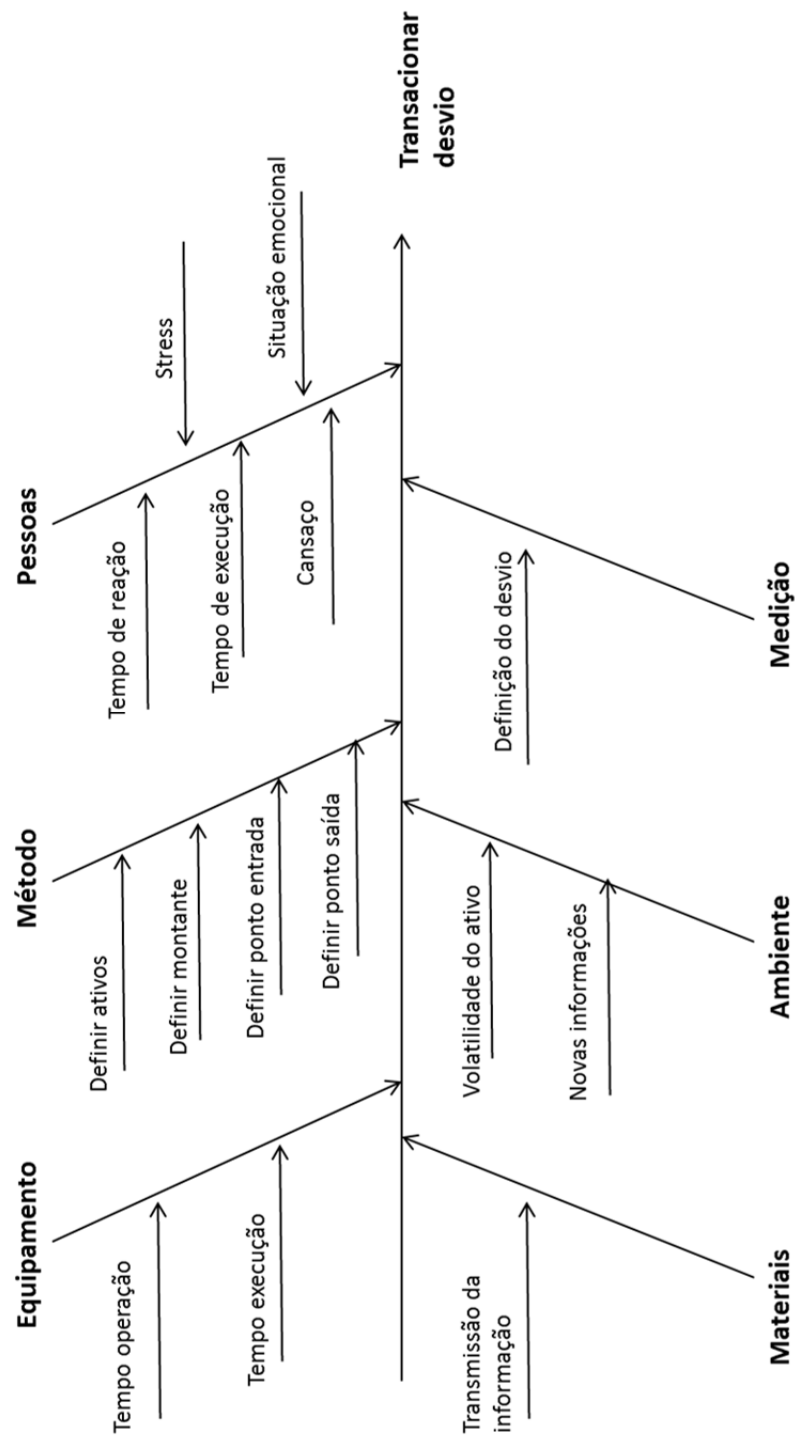 Equipamento
Tempo operação
Tempo execução
Método
Definir ativos
Definir montante
Definir ponto entrada
Definir ponto saída
Pessoas
Tempo de reação
Tempo de execução
Cansaço
Stress
Situação emocional
Transacionar
desvio
Transmissão da
informação
Materiais
Volatilidade do ativo
Novas informações
Ambiente
Definição do desvio
Medição